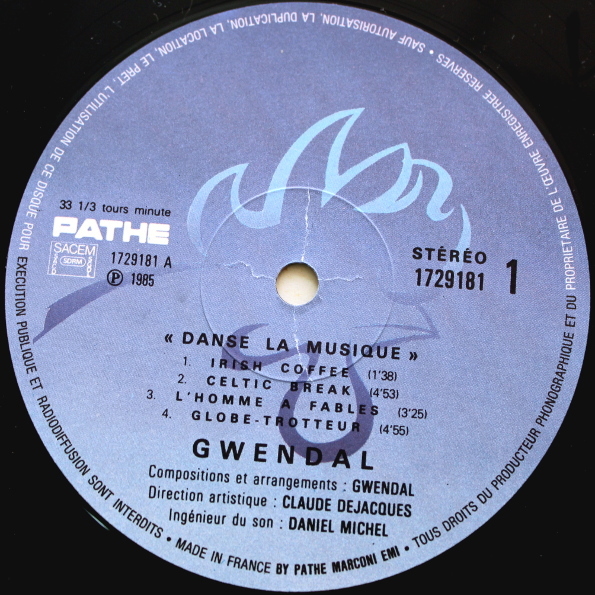 33 1/3 tours minute
PATHE
SACEM
SDRM
1729181 A
Ⓟ 1985
STÉRÉO
1729181
1
« DANSE LA MUSIQUE »
1. IRISH COFFEE (1'38)
2. CELTIC BREAK (4'53)
3. L'HOMME A FABLES (3'25)
4. GLOBE-TROTTEUR (4'55)
GWENDAL
Compositions et arrangements : GWENDAL
Direction artistique : CLAUDE DEJACQUES
Ingénieur du son : DANIEL MICHEL
• TOUS DROITS DU PRODUCTEUR PHONOGRAPHIQUE ET DU PROPRIETAIRE DE L'ŒUVRE ENREGISTREE RESERVES • SAUF AUTORISATION, LA DUPLICATION, LA LOCATION, LE PRET, L'UTILISATION DE CE DISQUE POUR EXECUTION PUBLIQUE ET RADIODIFFUSION SONT INTERDITS • MADE IN FRANCE BY PATHE MARCONI EMI